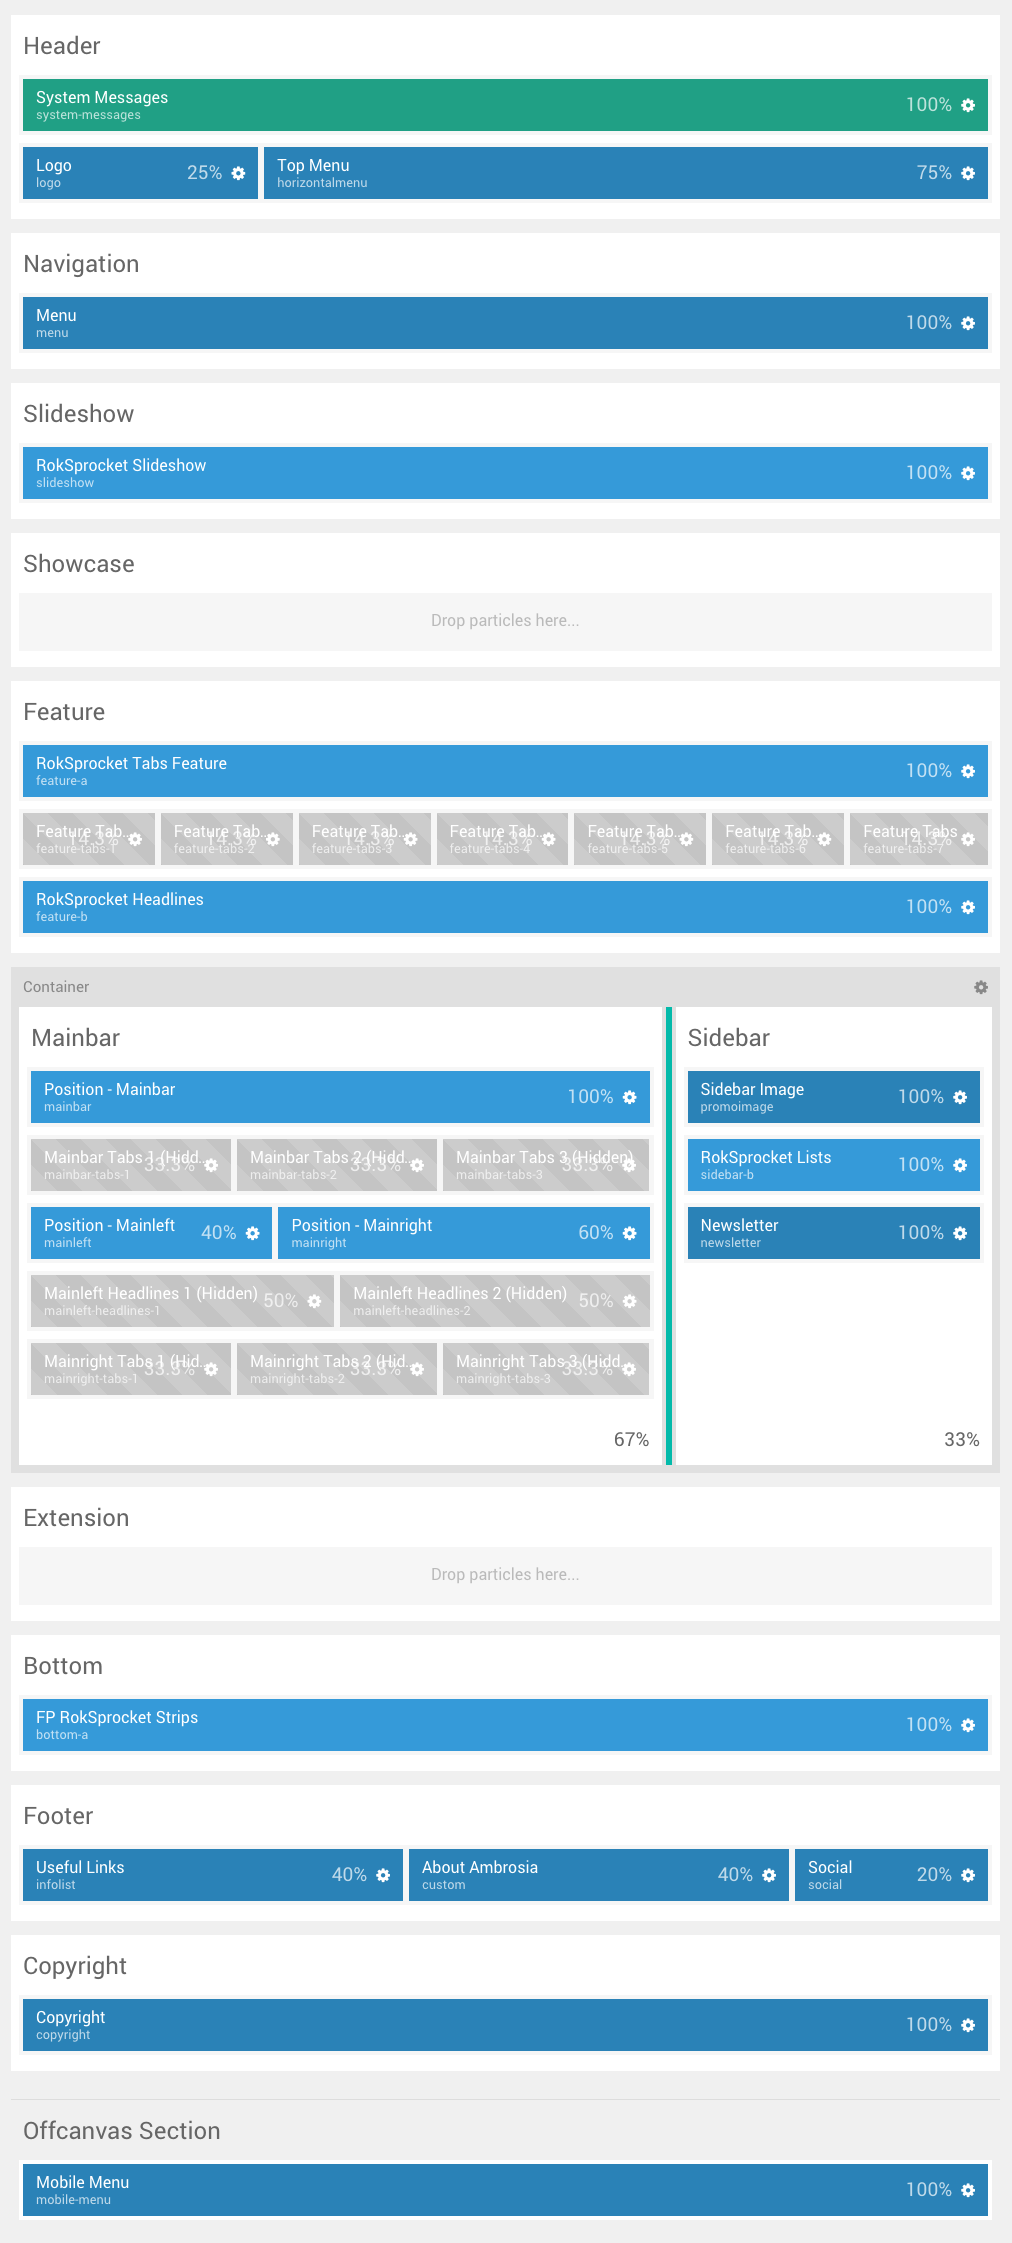 Header
System Messages
system-messages
100%
Logo
logo
25%
Top Menu
horizontalmenu
75%
Navigation
Menu
menu
100%
Slideshow
RokSprocket Slideshow
slideshow
100%
Showcase
Drop particles here...
Feature
RokSprocket Tabs Feature
feature-a
100%
Feature Tab...
feature-tabs-1
14.3%
Feature Tab...
feature-tabs-2
14.3%
Feature Tab...
feature-tabs-3
14.3%
Feature Tab...
feature-tabs-4
14.3%
Feature Tab...
feature-tabs-5
14.3%
Feature Tab...
feature-tabs-6
14.3%
Feature Tabs
feature-tabs-7
14.3%
RokSprocket Headlines
feature-b
100%
Container
Mainbar
Position - Mainbar
mainbar
100%
Mainbar Tabs 1 (Hidd...
mainbar-tabs-1
33.3%
Mainbar Tabs 2 (Hidd...
mainbar-tabs-2
33.3%
Mainbar Tabs 3 (Hidden)
mainbar-tabs-3
33.3%
Position - Mainleft
mainleft
40%
Position - Mainright
mainright
60%
Mainleft Headlines 1 (Hidden)
mainleft-headlines-1
50%
Mainleft Headlines 2 (Hidden)
mainleft-headlines-2
50%
Mainright Tabs 1 (Hid...
mainright-tabs-1
33.3%
Mainright Tabs 2 (Hid...
mainright-tabs-2
33.3%
Mainright Tabs 3 (Hidd...
mainright-tabs-3
33.3%
67%
Sidebar
Sidebar Image
promoimage
100%
RokSprocket Lists
sidebar-b
100%
Newsletter
newsletter
100%
33%
Extension
Drop particles here...
Bottom
FP RokSprocket Strips
bottom-a
100%
Footer
Useful Links
infolist
40%
About Ambrosia
custom
40%
Social
social
20%
Copyright
Copyright
copyright
100%
Offcanvas Section
Mobile Menu
mobile-menu
100%